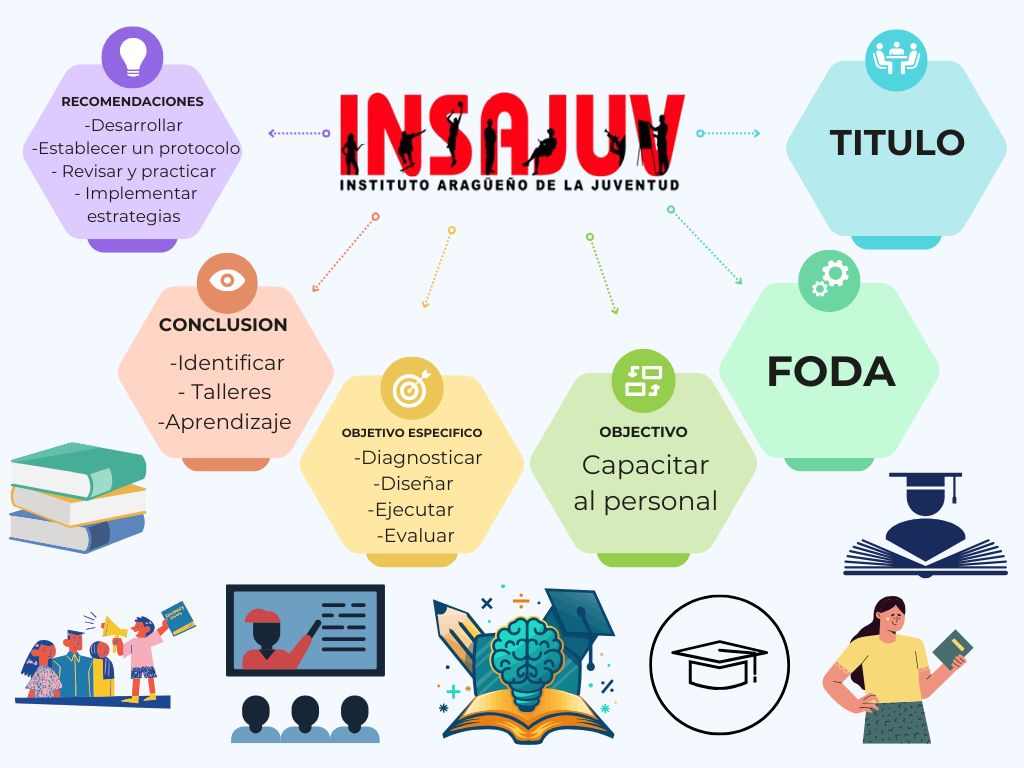 RECOMENDACIONES
-Desarrollar
-Establecer un protocolo
- Revisar y practicar
- Implementar
estrategias
INSAJUV
INSTITUTO ARAGÜEÑO DE LA JUVENTUD
TITULO
CONCLUSION
-Identificar
- Talleres
-Aprendizaje
OBJETIVO ESPECIFICO
-Diagnosticar
-Diseñar
-Ejecutar
-Evaluar
OBJECTIVO
Capacitar
al personal
FODA